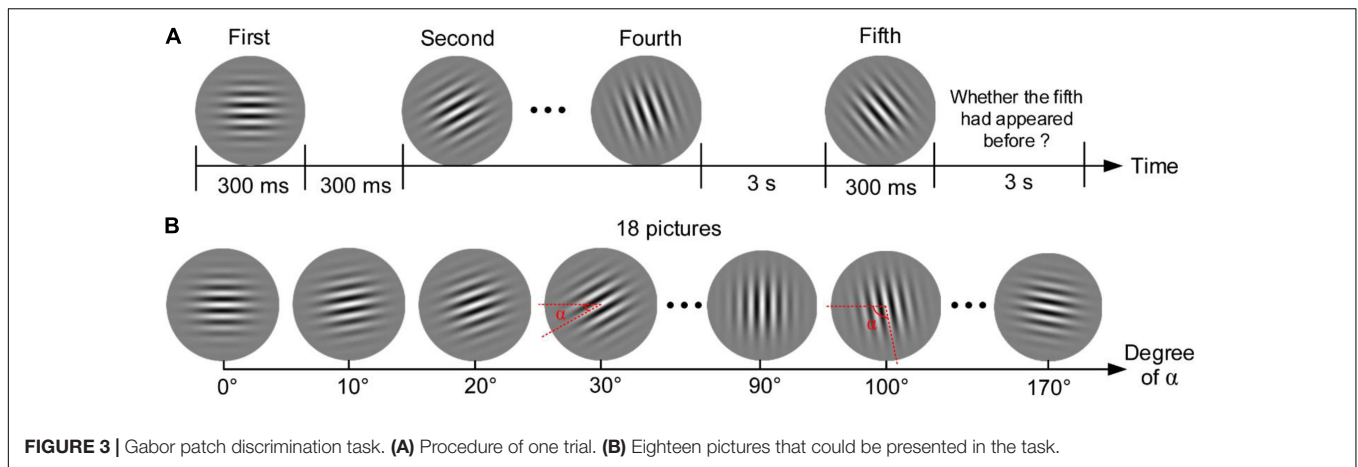 A
First
Second
Fourth
Fifth
•••
Whether the fifth
had appeared
before ?
Time
300 ms
300 ms
3 s
300 ms
3 s
B
18 pictures
α
•••
α
•••
Degree
of α
0°
10°
20°
30°
90°
100°
170°
FIGURE 3 | Gabor patch discrimination task. (A) Procedure of one trial. (B) Eighteen pictures that could be presented in the task.